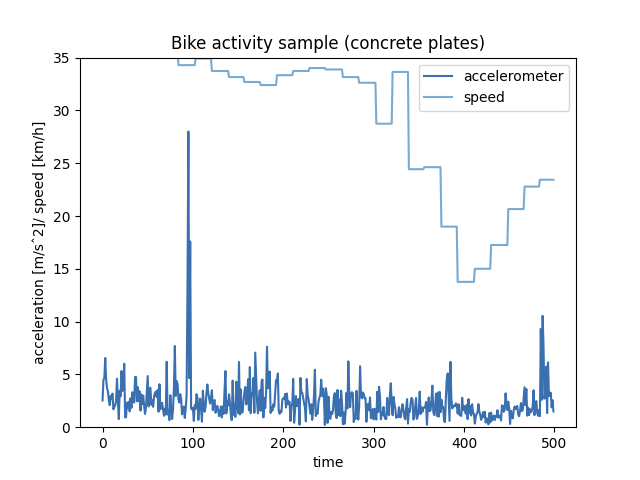 Bike activity sample (concrete plates)
35
30
25
20
15
10
5
0
acceleration [m/s^2]/ speed [km/h]
accelerometer
speed
0 100 200 300 400 500
time